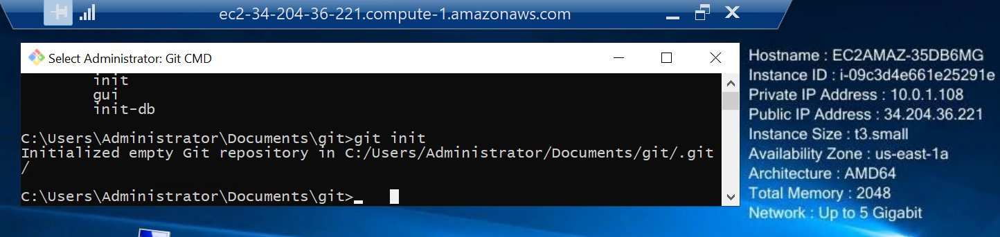 ec2-34-204-36-221.compute-1.amazonaws.com
Select Administrator: Git CMD
init
gui
init-db
C:\Users\Administrator\Documents\git>git init
Initialized empty Git repository in C:/Users/Administrator/Documents/git/.git
/
C:\Users\Administrator\Documents\git>
Hostname : EC2AMAZ-35DB6MG
Instance ID : i-09c3d4e661e25291e
Private IP Address : 10.0.1.108
Public IP Address : 34.204.36.221
Instance Size : t3.small
Availability Zone : us-east-1a
Architecture : AMD64
Total Memory : 2048
Network : Up to 5 Gigabit